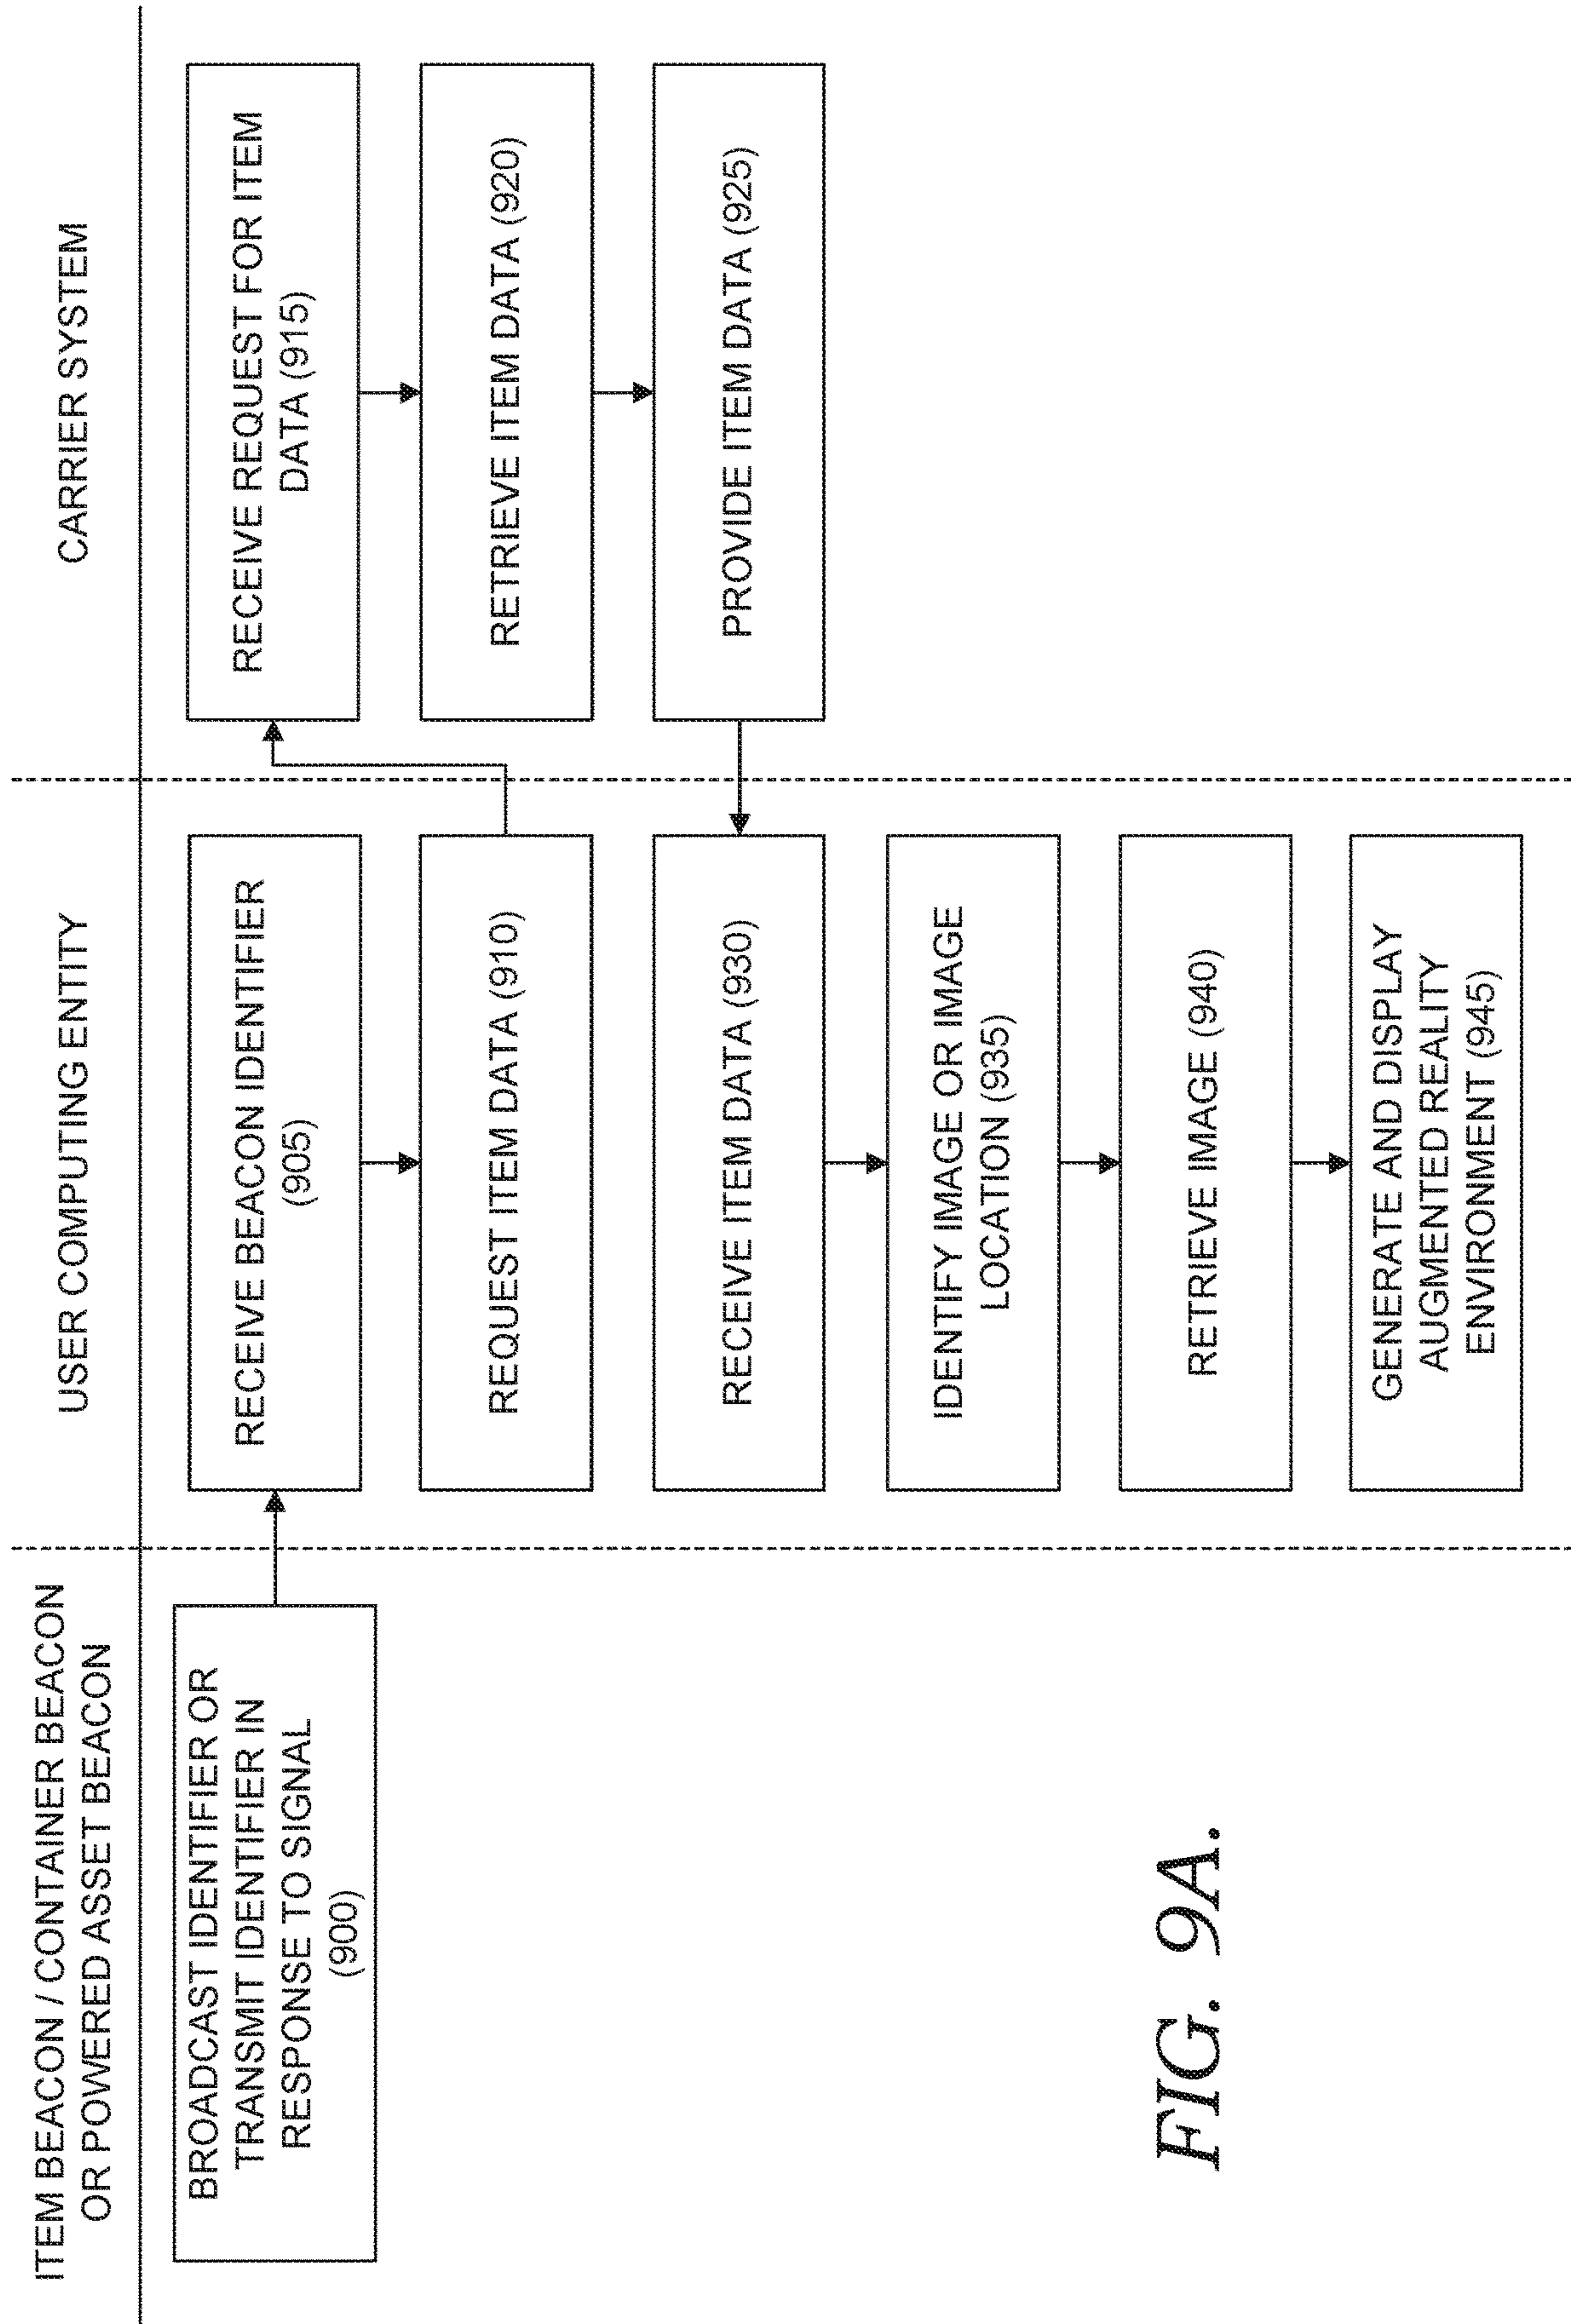 ITEM BEACON / CONTAINER BEACON
OR POWERED ASSET BEACON
USER COMPUTING ENTITY
CARRIER SYSTEM
BROADCAST IDENTIFIER OR
TRANSMIT IDENTIFIER IN
RESPONSE TO SIGNAL
(900)
RECEIVE BEACON IDENTIFIER
(905)
REQUEST ITEM DATA (910)
RECEIVE REQUEST FOR ITEM
DATA (915)
RETRIEVE ITEM DATA (920)
PROVIDE ITEM DATA (925)
RECEIVE ITEM DATA (930)
IDENTIFY IMAGE OR IMAGE
LOCATION (935)
RETRIEVE IMAGE (940)
GENERATE AND DISPLAY
AUGMENTED REALITY
ENVIRONMENT (945)
FIG. 9A.